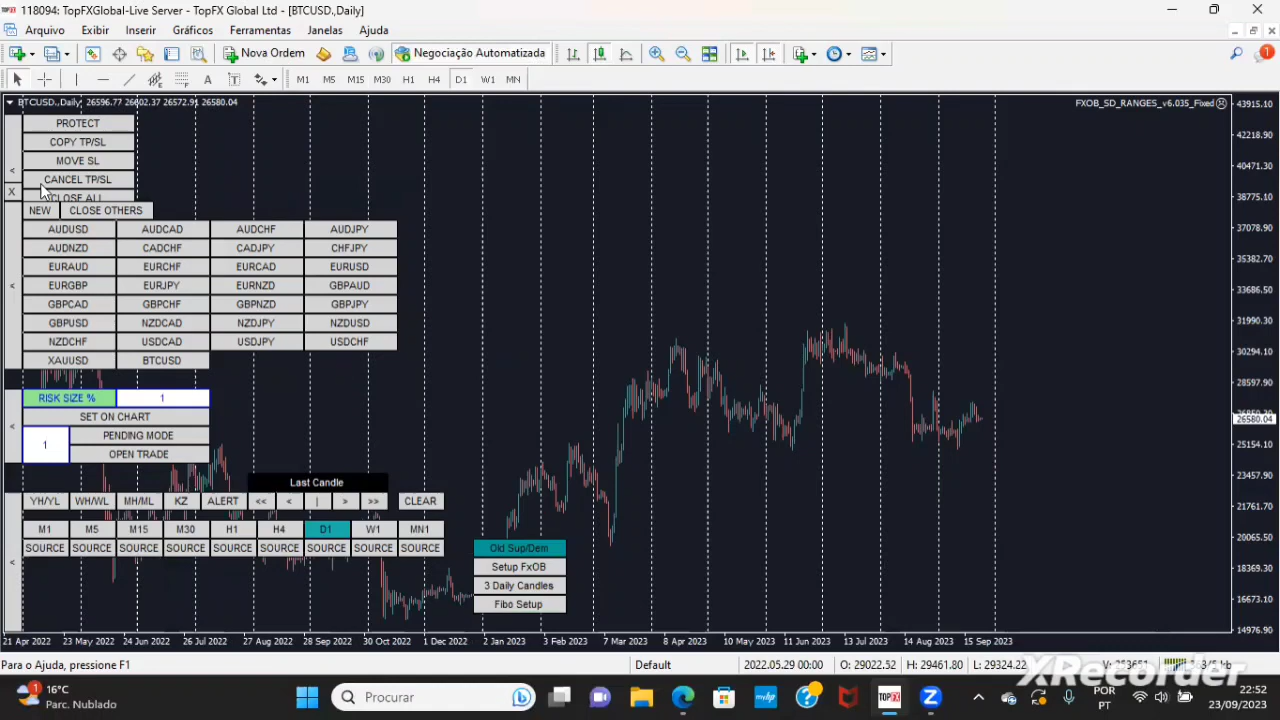 118094: TopFXGlobal-Live Server - TopFX Global Ltd - [BTCUSD.,Daily]
Arquivo Exibir Inserir Gráficos Ferramentas Janelas Ajuda
Nova Ordem Negociação Automatizada
A T M1 M5 M15 M30 H1 H4 D1 W1 MN
BTCUSD.,Daily 26596.77 26602.37 26572.91 26580.04
FXOB_SD_RANGES_v6.035_Fixed
PROTECT
COPY TP/SL
MOVE SL
<
CANCEL TP/SL
X
CLOSE ALL
NEW CLOSE OTHERS
AUDUSD AUDCAD AUDCHF AUDJPY
AUDNZD CADCHF CADJPY CHFJPY
EURAUD EURCHF EURCAD EURUSD
< EURGBP EURJPY EURNZD GBPAUD
GBPCAD GBPCHF GBPNZD GBPJPY
GBPUSD NZDCAD NZDJPY NZDUSD
NZDCHF USDCAD USDJPY USDCHF
XAUUSD BTCUSD
RISK SIZE % 1
SET ON CHART
<
1 PENDING MODE
OPEN TRADE
Last Candle
YH/YL WH/WL MH/ML KZ ALERT << < | > >> CLEAR
M1 M5 M15 M30 H1 H4 D1 W1 MN1
SOURCE SOURCE SOURCE SOURCE SOURCE SOURCE SOURCE SOURCE SOURCE
<
Old Sup/Dem
Setup FxOB
3 Daily Candles
Fibo Setup
43915.10
42218.90
40471.10
38775.10
37078.90
35382.70
33686.50
31990.30
30294.10
28597.90
26580.04
25154.10
23457.90
21761.70
20065.50
18369.30
16673.10
14976.90
21 Apr 2022 23 May 2022 24 Jun 2022 26 Jul 2022 27 Aug 2022 28 Sep 2022 30 Oct 2022 1 Dec 2022 2 Jan 2023 3 Feb 2023 7 Mar 2023 8 Apr 2023 10 May 2023 11 Jun 2023 13 Jul 2023 14 Aug 2023 15 Sep 2023
Para o Ajuda, pressione F1
Default 2022.05.29 00:00 O: 29022.52 H: 29461.80 L: 29324.22
XRecorder
16°C
Parc. Nublado
Procurar
TOPFX
POR
PT
22:52
23/09/2023